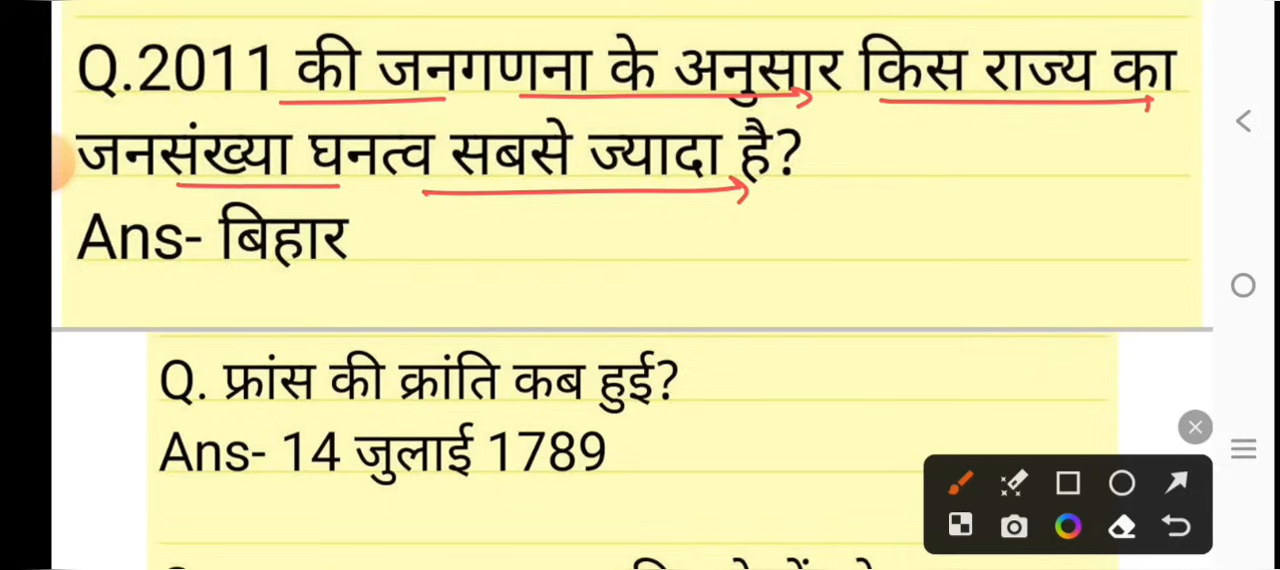 Q.2011 की जनगणना के अनुसार किस राज्य का
जनसंख्या घनत्व सबसे ज्यादा है?
Ans- बिहार
Q. फ्रांस की क्रांति कब हुई?
Ans- 14 जुलाई 1789